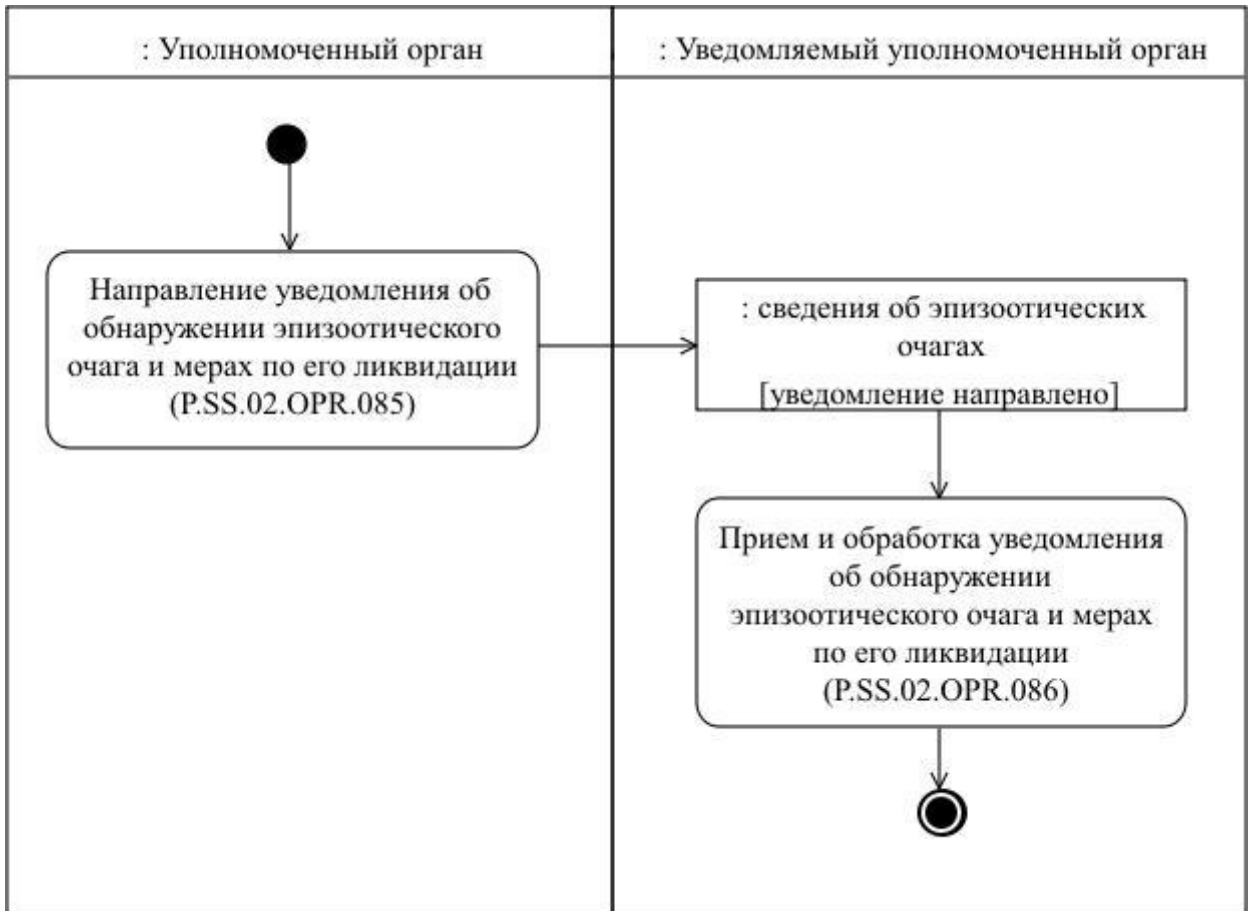 : Уполномоченный орган
: Уведомляемый уполномоченный орган
Направление уведомления об
обнаружении эпизоотического
очага и мерах по его ликвидации
(P.SS.02.OPR.085)
: сведения об эпизоотических
очагах
[уведомление направлено]
Прием и обработка уведомления
об обнаружении
эпизоотического очага и мерах
по его ликвидации
(P.SS.02.OPR.086)